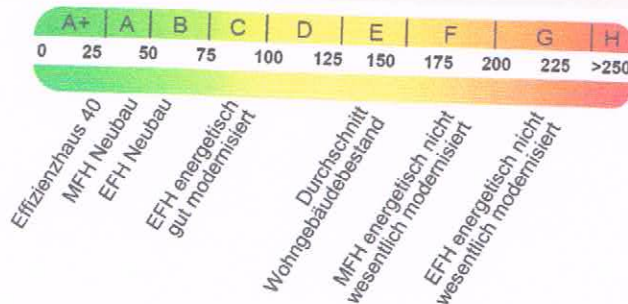 A+ A B C D E F G H
0 25 50 75 100 125 150 175 200 225 >250
Effizienzhaus 40
MFH Neubau
EFH Neubau
EFH energetisch
gut modernisiert
Durchschnitt
Wohngebäudebestand
MFH energetisch nicht
wesentlich modernisiert
EFH energetisch nicht
wesentlich modernisiert